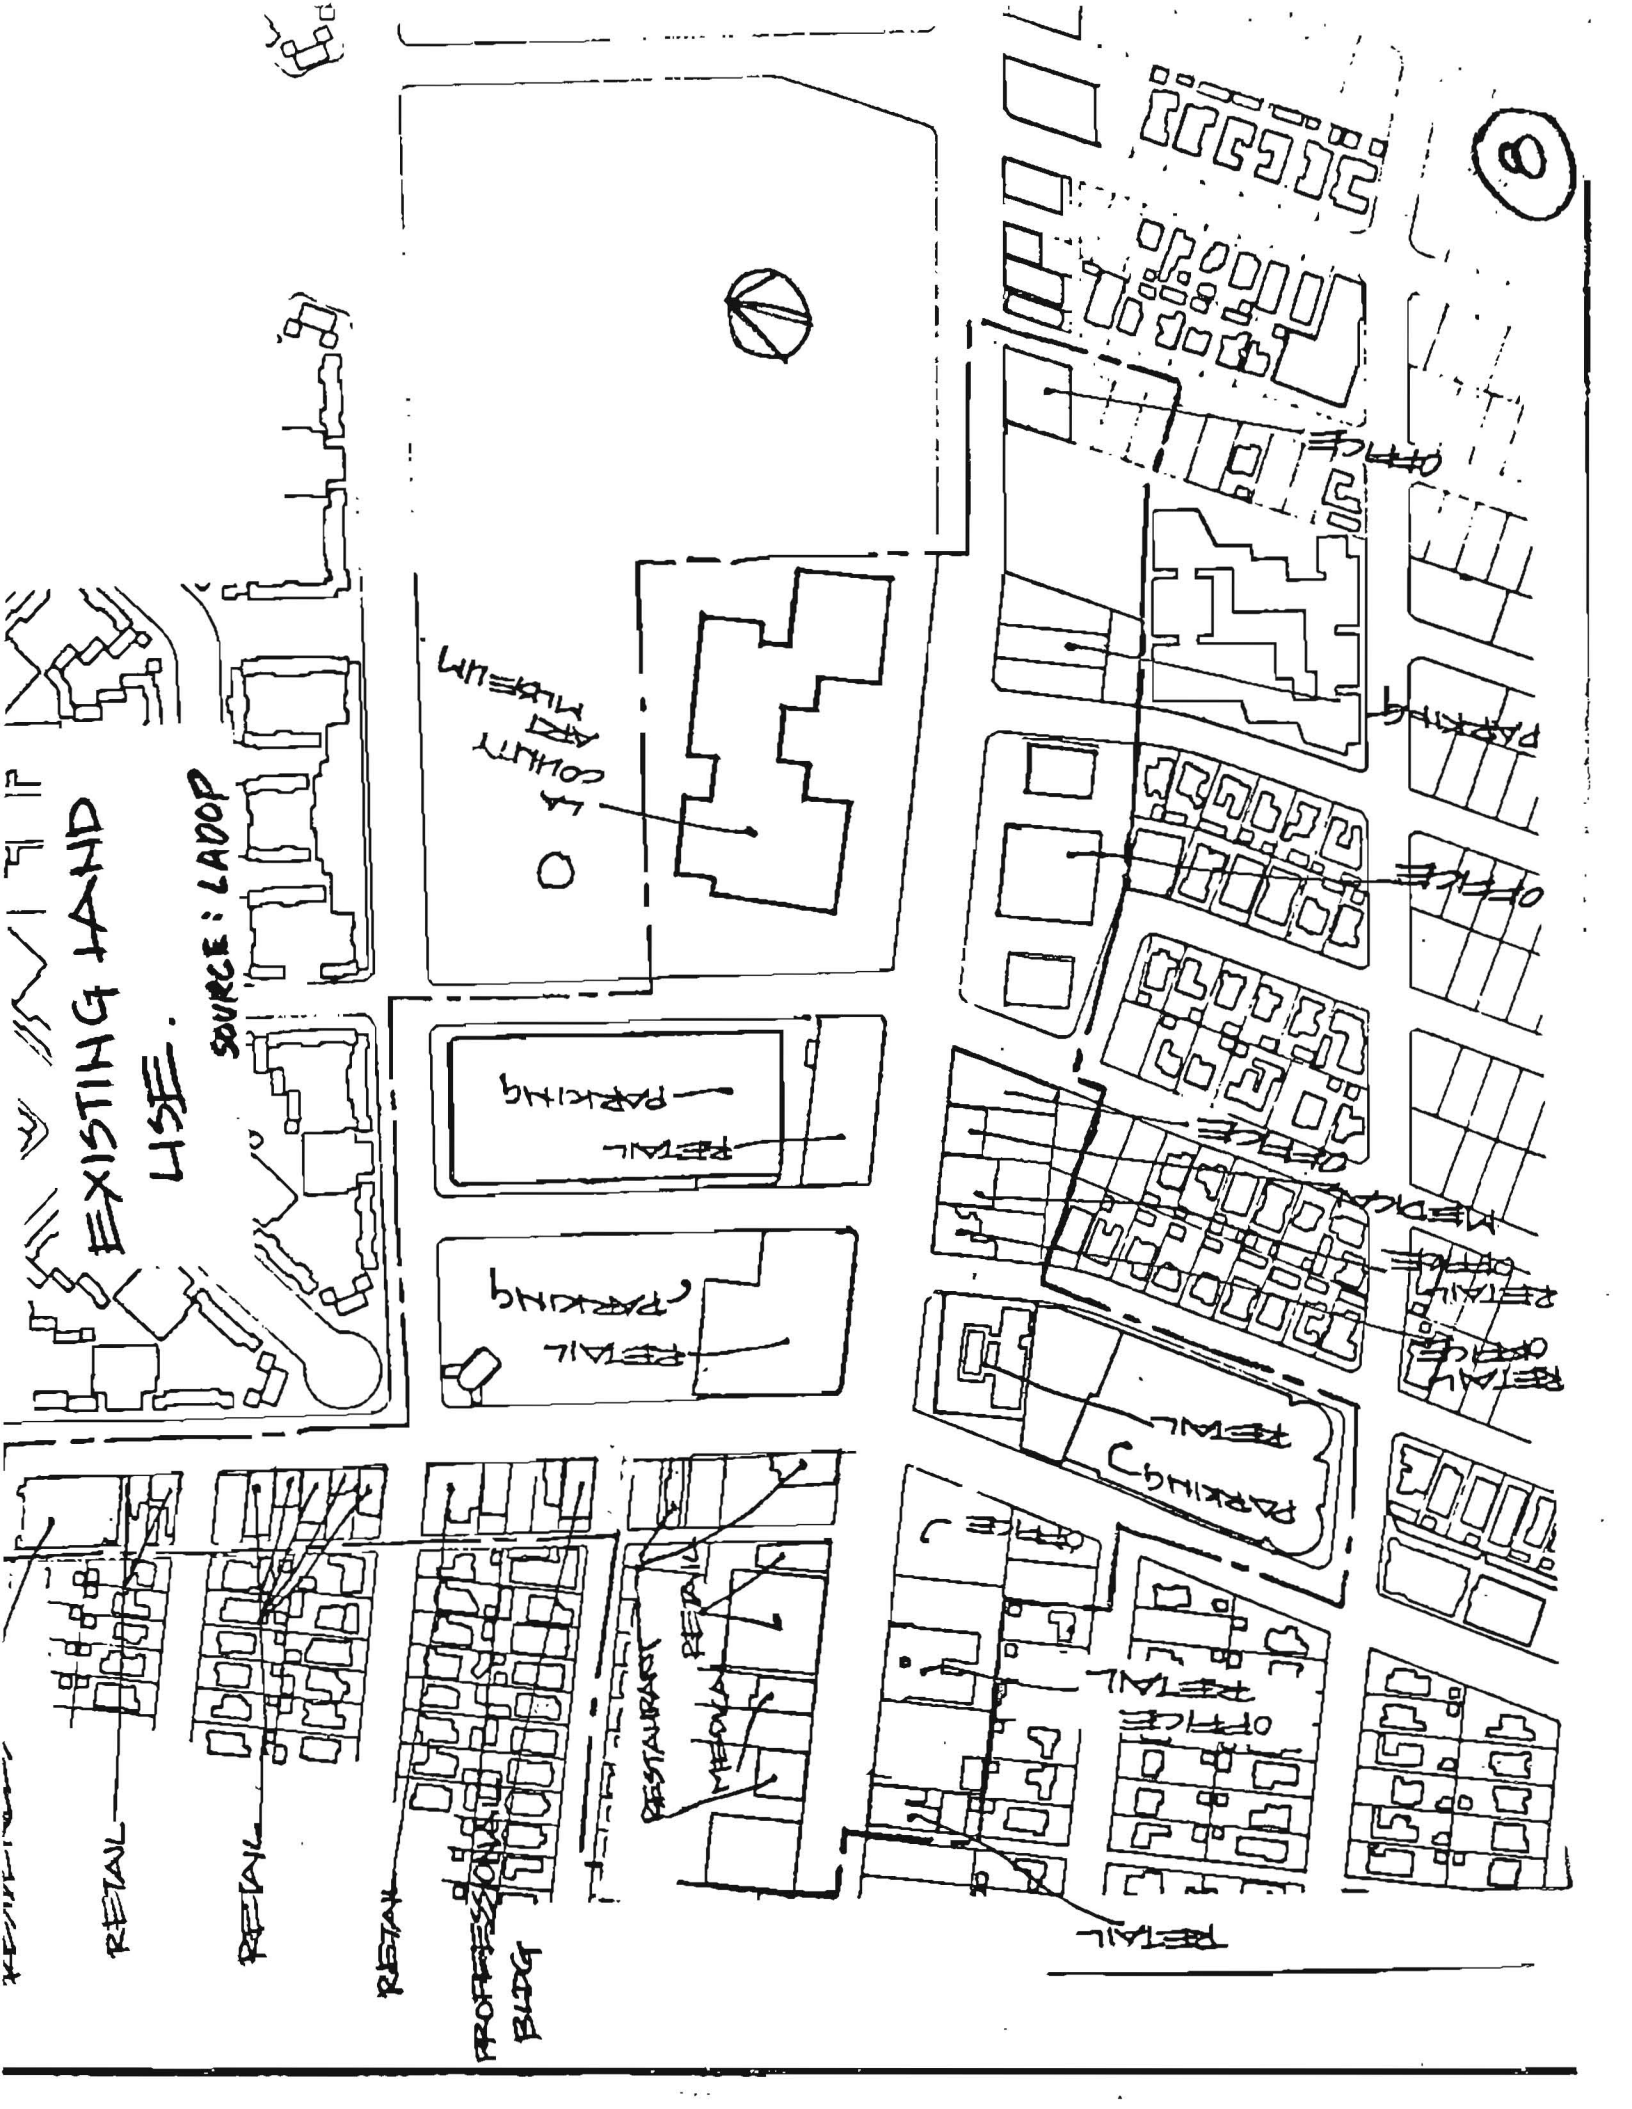 EXISTING LAND
USE.
SOURCE: LADOP
LA
COUNTY
ART
MUSEUM
OFFICE
PARKING
OFFICE
PARKING
RETAIL
OFFICE
MEDICAL
OFFICE
RETAIL
OFFICE
RETAIL
PARKING
RETAIL
RETAIL
PARKING
OFFICE
RETAIL
OFFICE
RETAIL
RETAIL
RETAIL
RETAIL
PROFESSIONAL
BLDG
RESTAURANT
RETAIL
MEDICAL